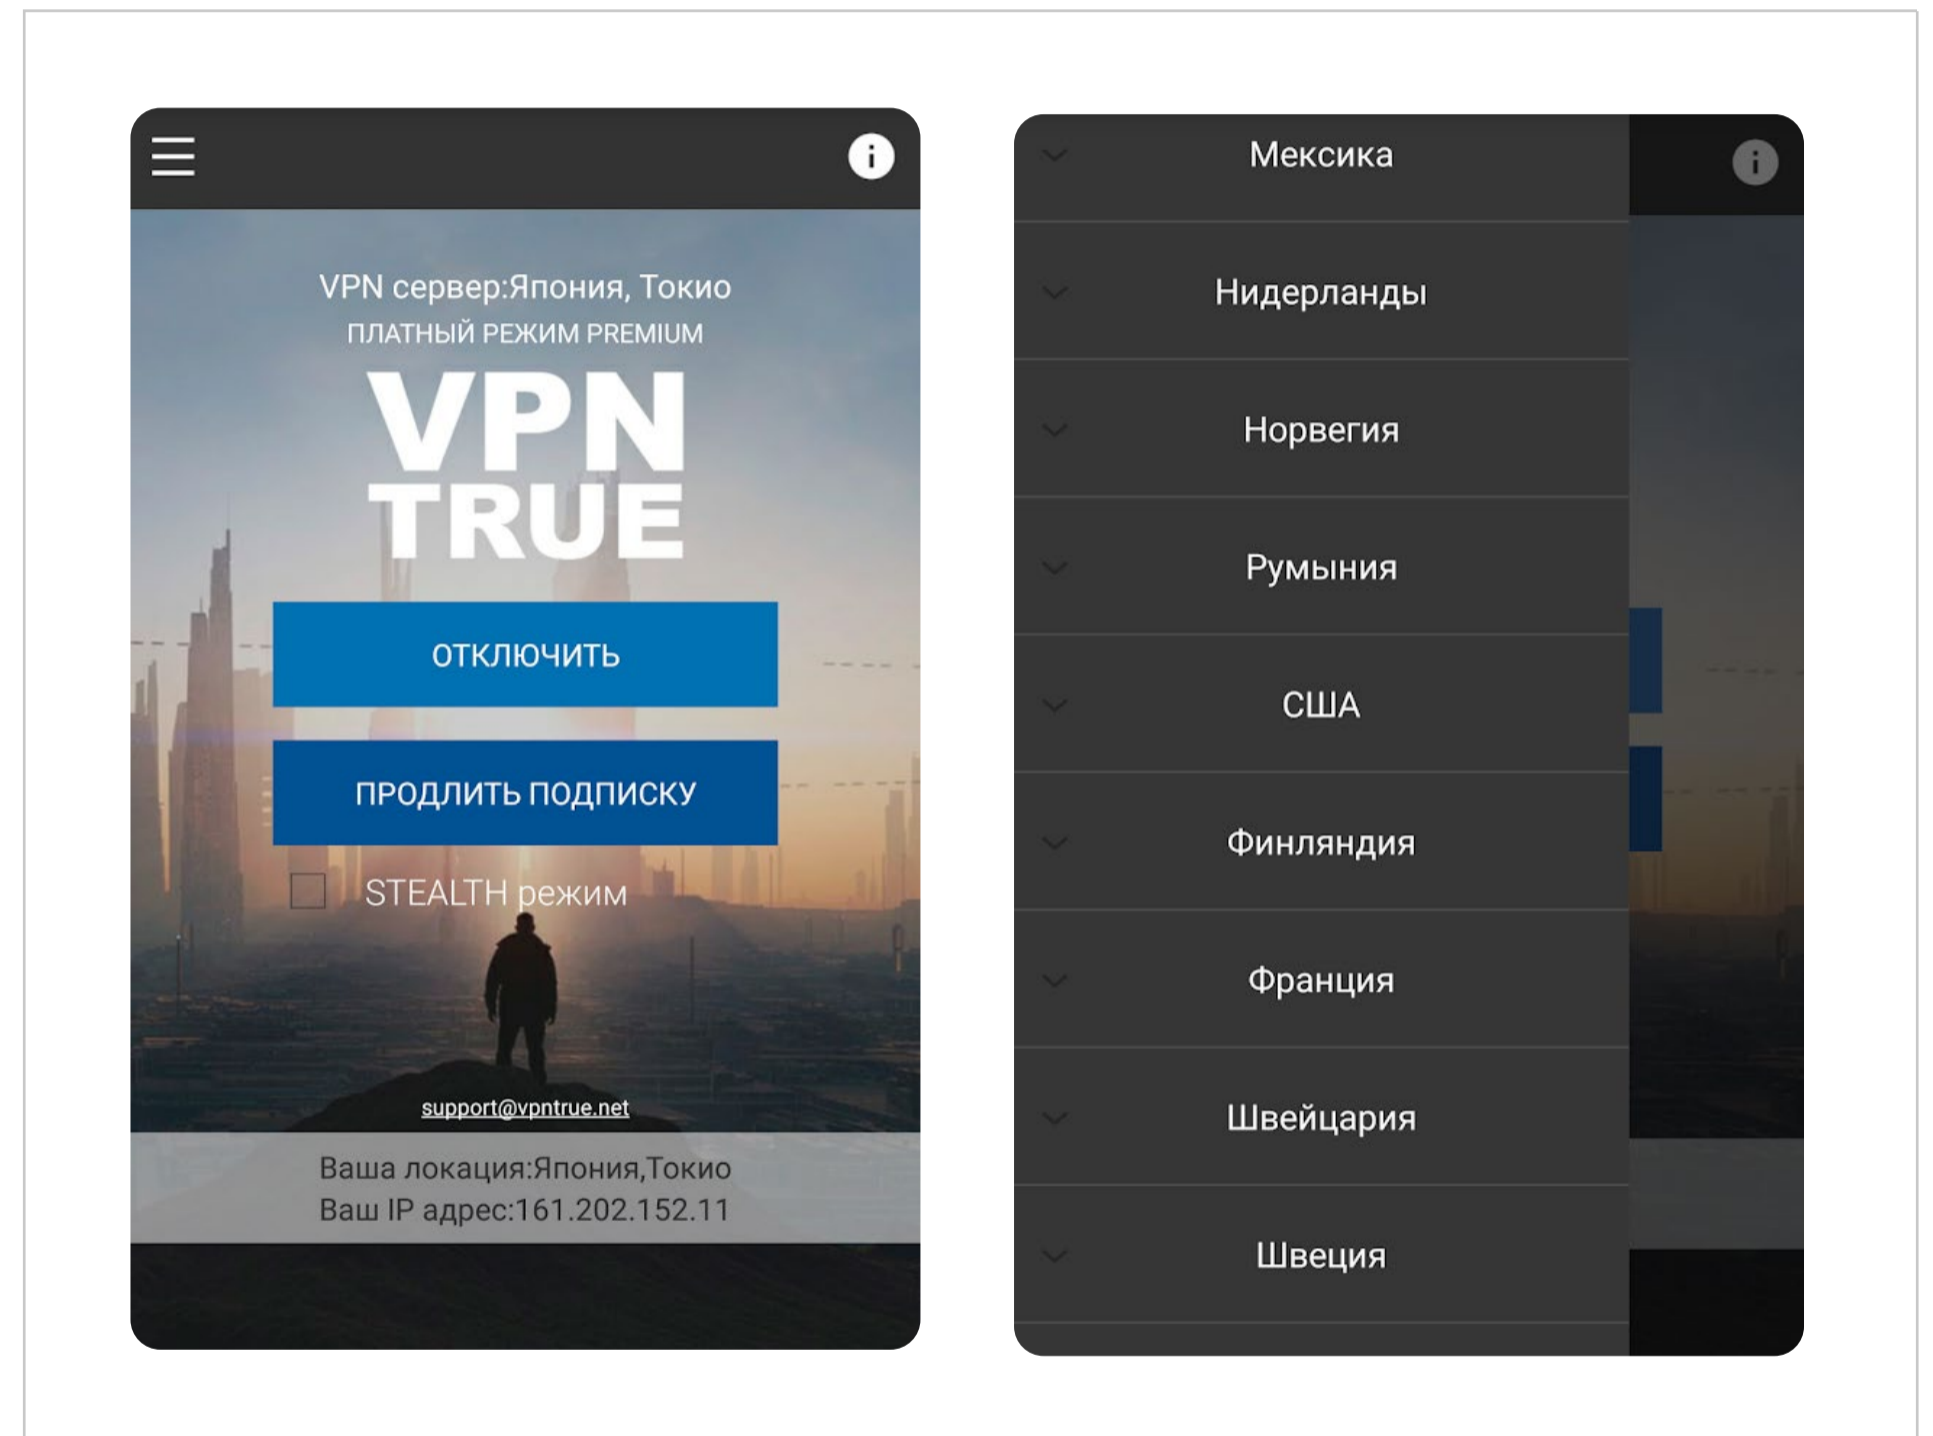 VPN сервер:Япония, Токио
ПЛАТНЫЙ РЕЖИМ PREMIUM
VPN
TRUE
ОТКЛЮЧИТЬ
ПРОДЛИТЬ ПОДПИСКУ
STEALTH режим
support@vpntrue.net
Ваша локация:Япония,Токио
Ваш IP адрес:161.202.152.11
Мексика
Нидерланды
Норвегия
Румыния
США
Финляндия
Франция
Швейцария
Швеция